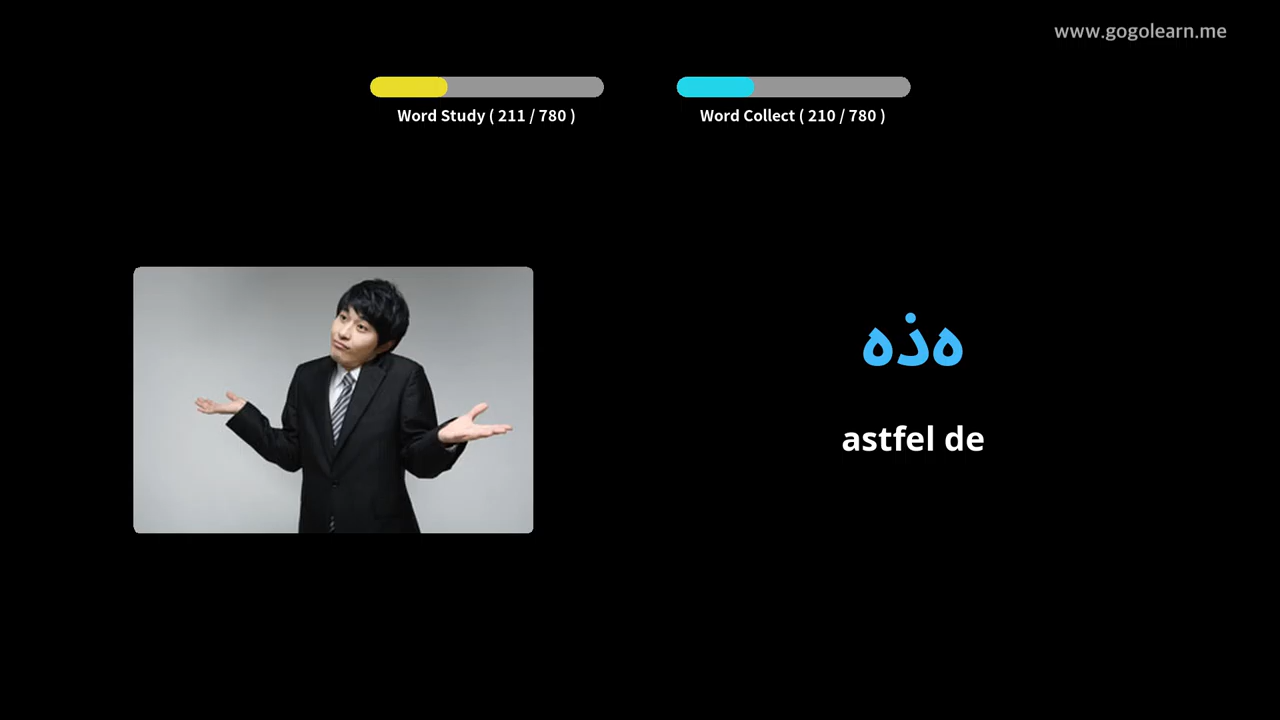 www.gogolearn.me
Word Study ( 211 / 780 )
Word Collect ( 210 / 780 )
هذه
astfel de